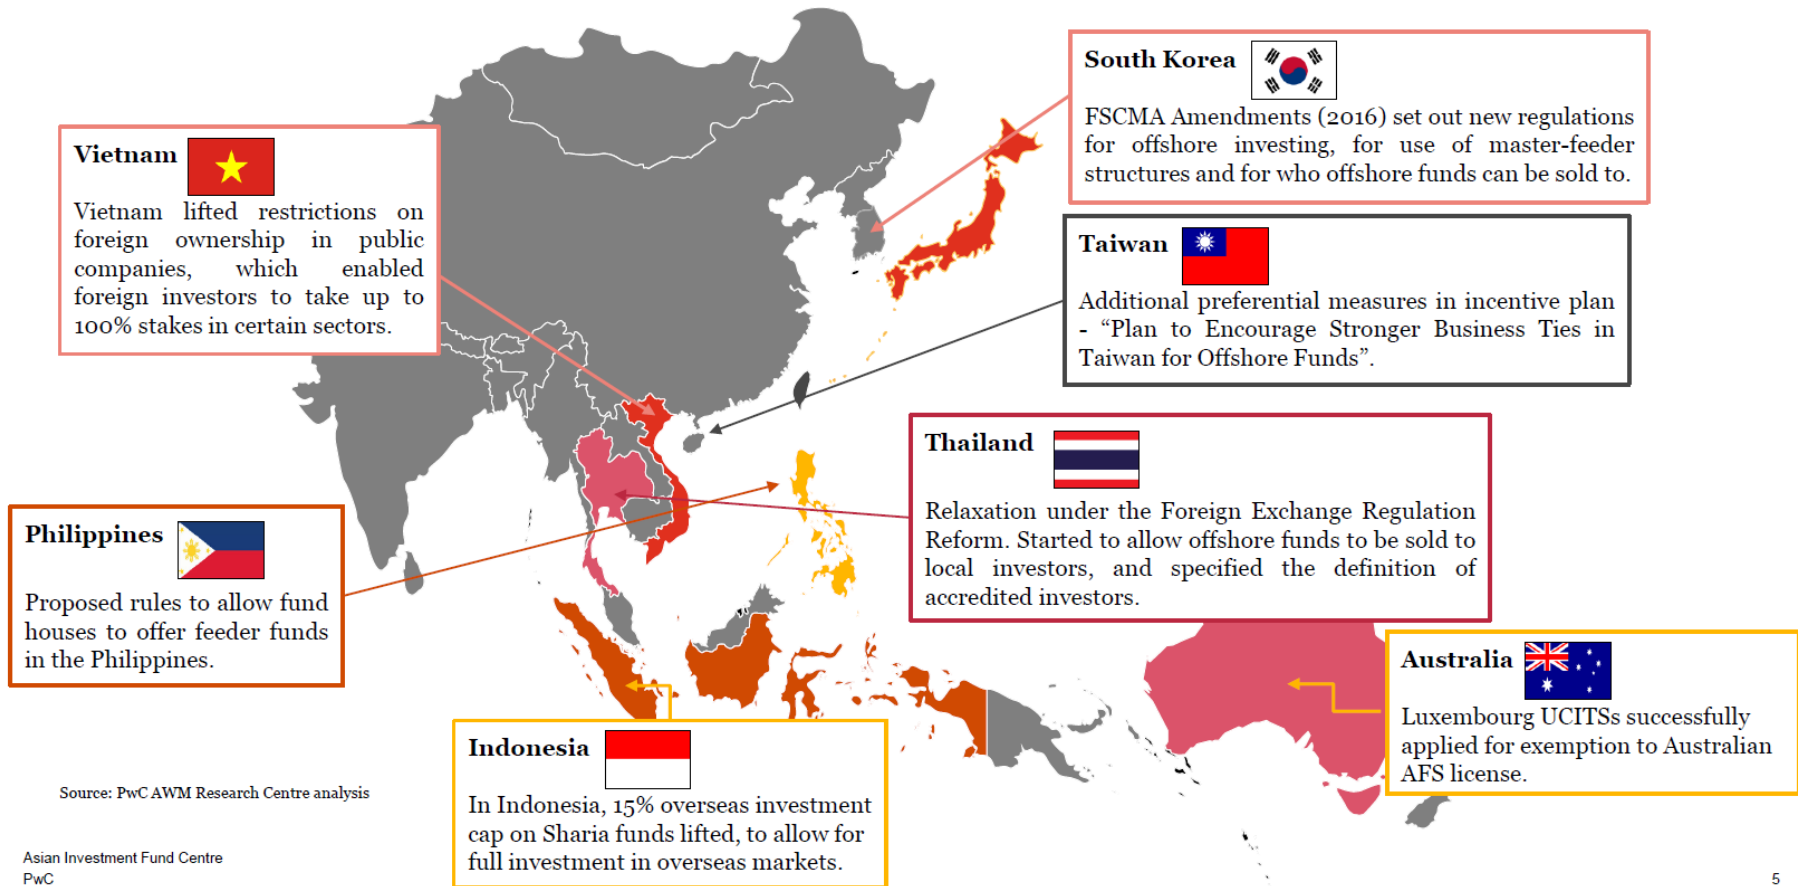 South Korea
FSCMA Amendments (2016) set out new regulations
for offshore investing, for use of master-feeder
structures and for who offshore funds can be sold to.
Vietnam
Vietnam lifted restrictions on
foreign ownership in public
companies, which enabled
foreign investors to take up to
100% stakes in certain sectors.
Taiwan
Additional preferential measures in incentive plan
- “Plan to Encourage Stronger Business Ties in
Taiwan for Offshore Funds”.
Thailand
Relaxation under the Foreign Exchange Regulation
Reform. Started to allow offshore funds to be sold to
local investors, and specified the definition of
accredited investors.
Philippines
Proposed rules to allow fund
houses to offer feeder funds
in the Philippines.
Australia
Luxembourg UCITSs successfully
applied for exemption to Australian
AFS license.
Indonesia
In Indonesia, 15% overseas investment
cap on Sharia funds lifted, to allow for
full investment in overseas markets.
Source: PwC AWM Research Centre analysis
Asian Investment Fund Centre
PwC
5